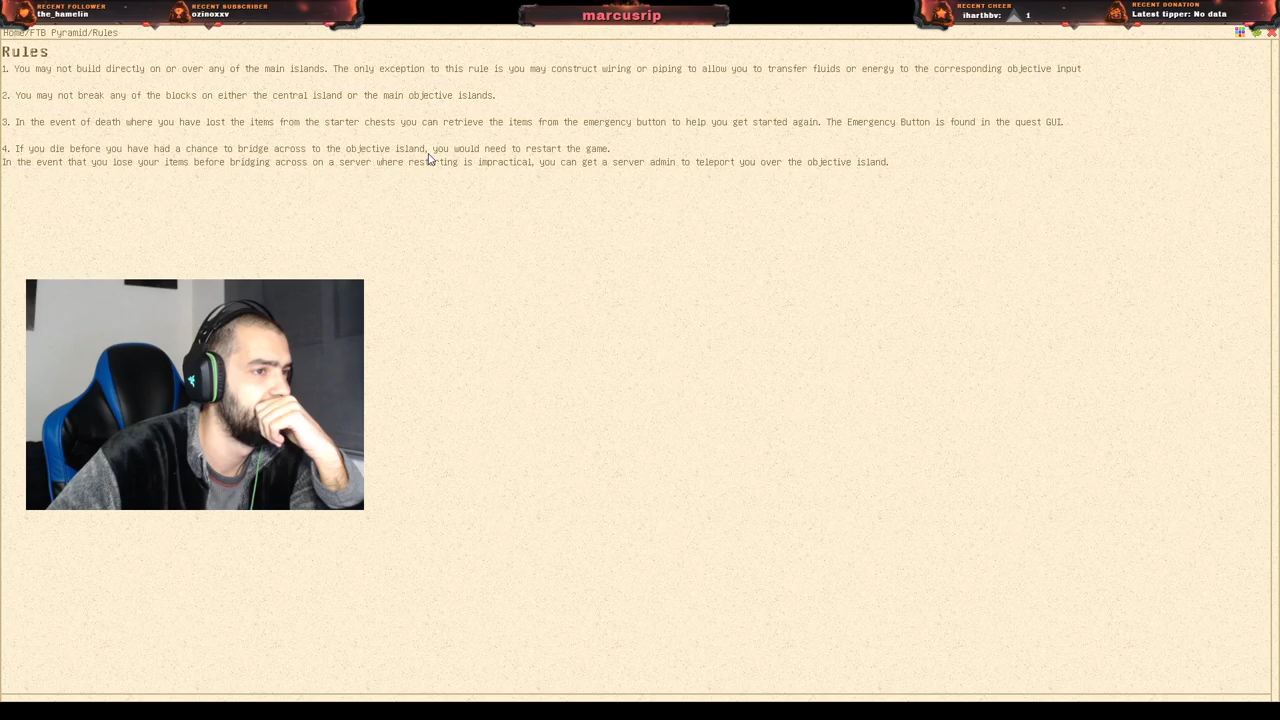 RECENT FOLLOWER
the_hamelin
RECENT SUBSCRIBER
ozinoxxv
marcusrip
RECENT CHEER
iharthbv: 1
RECENT DONATION
Latest tipper: No data
Home/FTB Pyramid/Rules
Rules
1. You may not build directly on or over any of the main islands. The only exception to this rule is you may construct wiring or piping to allow you to transfer fluids or energy to the corresponding objective input
2. You may not break any of the blocks on either the central island or the main objective islands.
3. In the event of death where you have lost the items from the starter chests you can retrieve the items from the emergency button to help you get started again. The Emergency Button is found in the quest GUI.
4. If you die before you have had a chance to bridge across to the objective island, you would need to restart the game.
In the event that you lose your items before bridging across on a server where restarting is impractical, you can get a server admin to teleport you over the objective island.